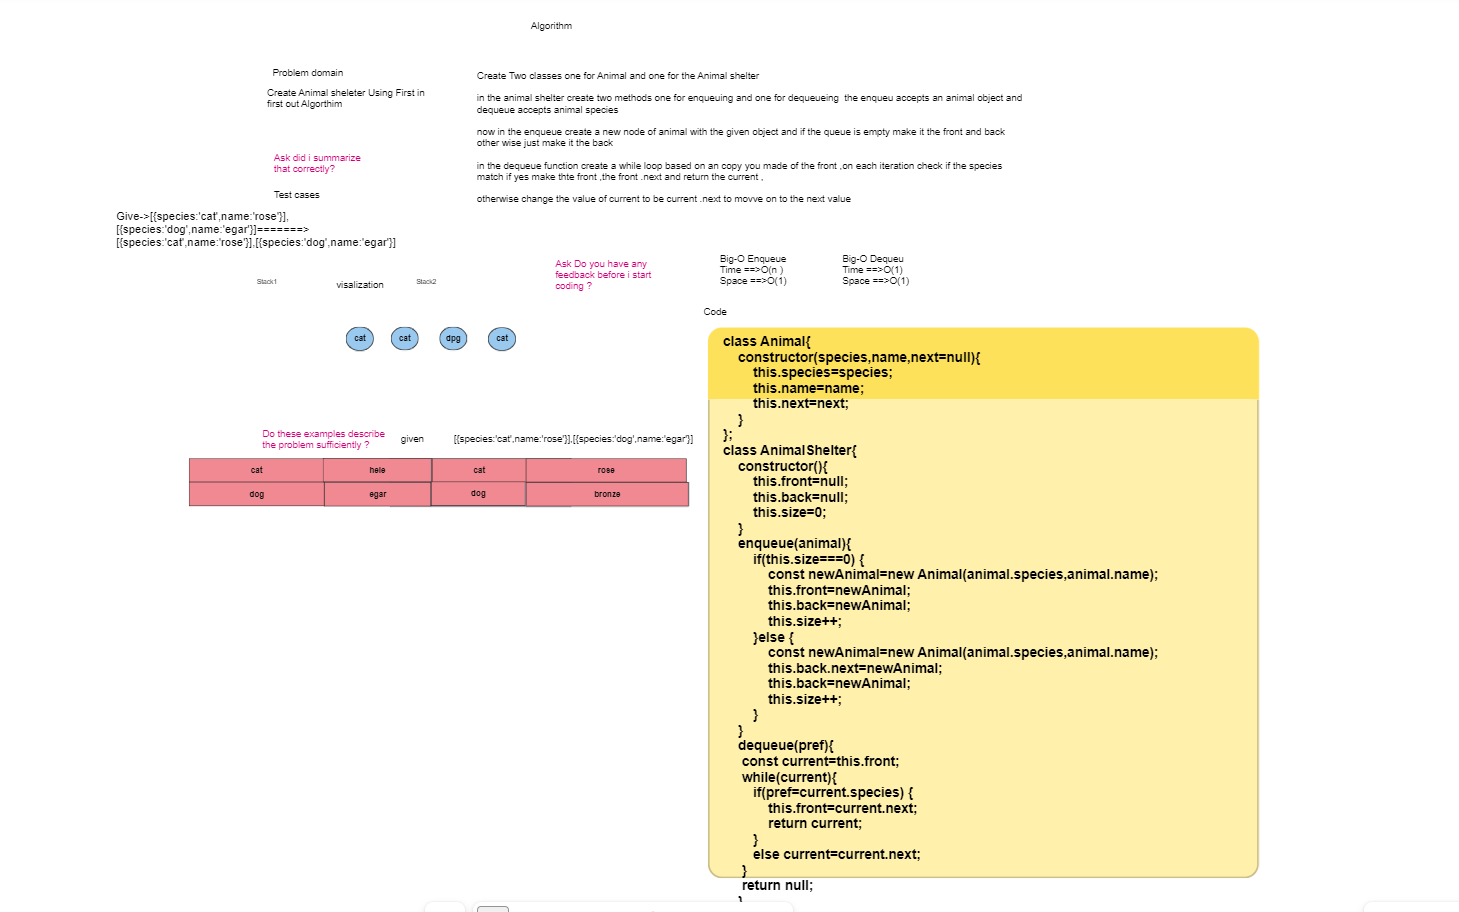 Algorithm
Problem domain
Create Animal sheleter Using First in
first out Algorthim
Ask did i summarize
that correctly?
Test cases
Give->[{species:'cat',name:'rose'}],
[{species:'dog',name:'egar'}]=======>
[{species:'cat',name:'rose'}],[{species:'dog',name:'egar'}]
Create Two classes one for Animal and one for the Animal shelter
in the animal shelter create two methods one for enqueuing and one for dequeueing  the enqueu accepts an animal object and
dequeue accepts animal species
now in the enqueue create a new node of animal with the given object and if the queue is empty make it the front and back
other wise just make it the back
in the dequeue function create a while loop based on an copy you made of the front ,on each iteration check if the species
match if yes make thte front ,the front .next and return the current ,
otherwise change the value of current to be current .next to movve on to the next value
Stack1
visalization
Stack2
Ask Do you have any
feedback before i start
coding ?
Big-O Enqueue
Time ==>O(n )
Space ==>O(1)
Big-O Dequeu
Time ==>O(1)
Space ==>O(1)
cat
cat
dpg
cat
Do these examples describe
the problem sufficiently ?
given
[{species:'cat',name:'rose'}],[{species:'dog',name:'egar'}]
cat hele cat rose
dog egar dog bronze
Code
class Animal{
constructor(species,name,next=null){
this.species=species;
this.name=name;
this.next=next;
}
};
class AnimalShelter{
constructor(){
this.front=null;
this.back=null;
this.size=0;
}
enqueue(animal){
if(this.size===0) {
const newAnimal=new Animal(animal.species,animal.name);
this.front=newAnimal;
this.back=newAnimal;
this.size++;
}else {
const newAnimal=new Animal(animal.species,animal.name);
this.back.next=newAnimal;
this.back=newAnimal;
this.size++;
}
}
dequeue(pref){
const current=this.front;
while(current){
if(pref=current.species) {
this.front=current.next;
return current;
}
else current=current.next;
}
return null;
}